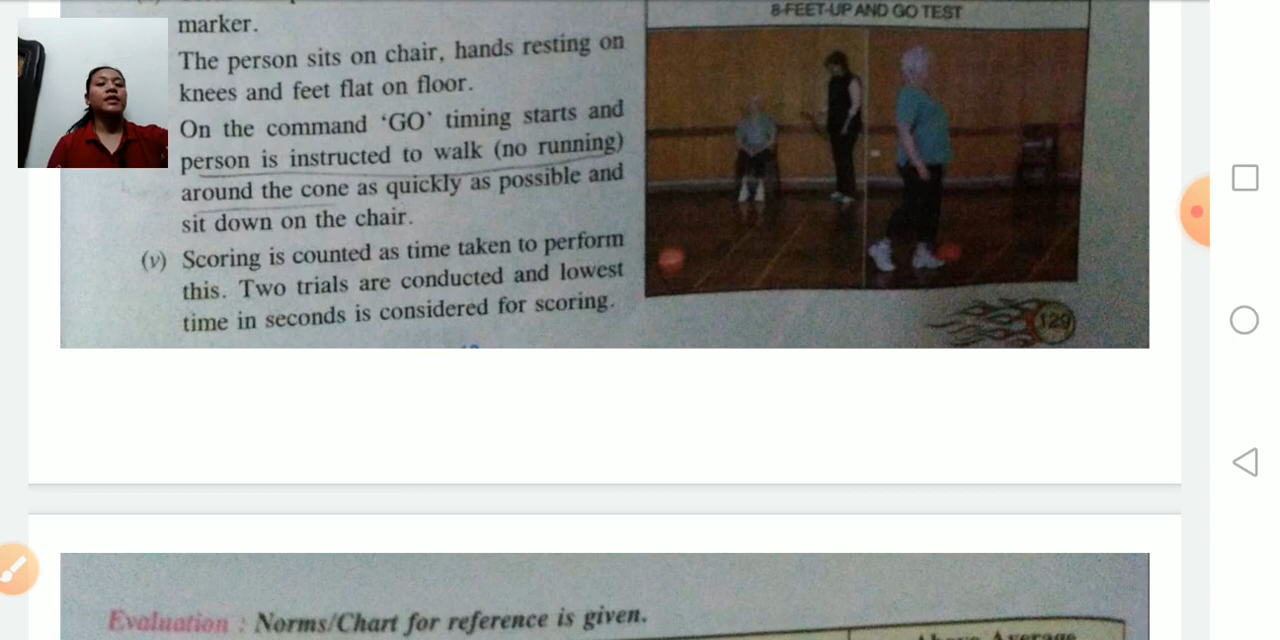 marker.
The person sits on chair, hands resting on
knees and feet flat on floor.
On the command ‘GO’ timing starts and
person is instructed to walk (no running)
around the cone as quickly as possible and
sit down on the chair.
(v) Scoring is counted as time taken to perform
this. Two trials are conducted and lowest
time in seconds is considered for scoring.
8-FEET-UP AND GO TEST
129
Evaluation : Norms/Chart for reference is given.
Above Average